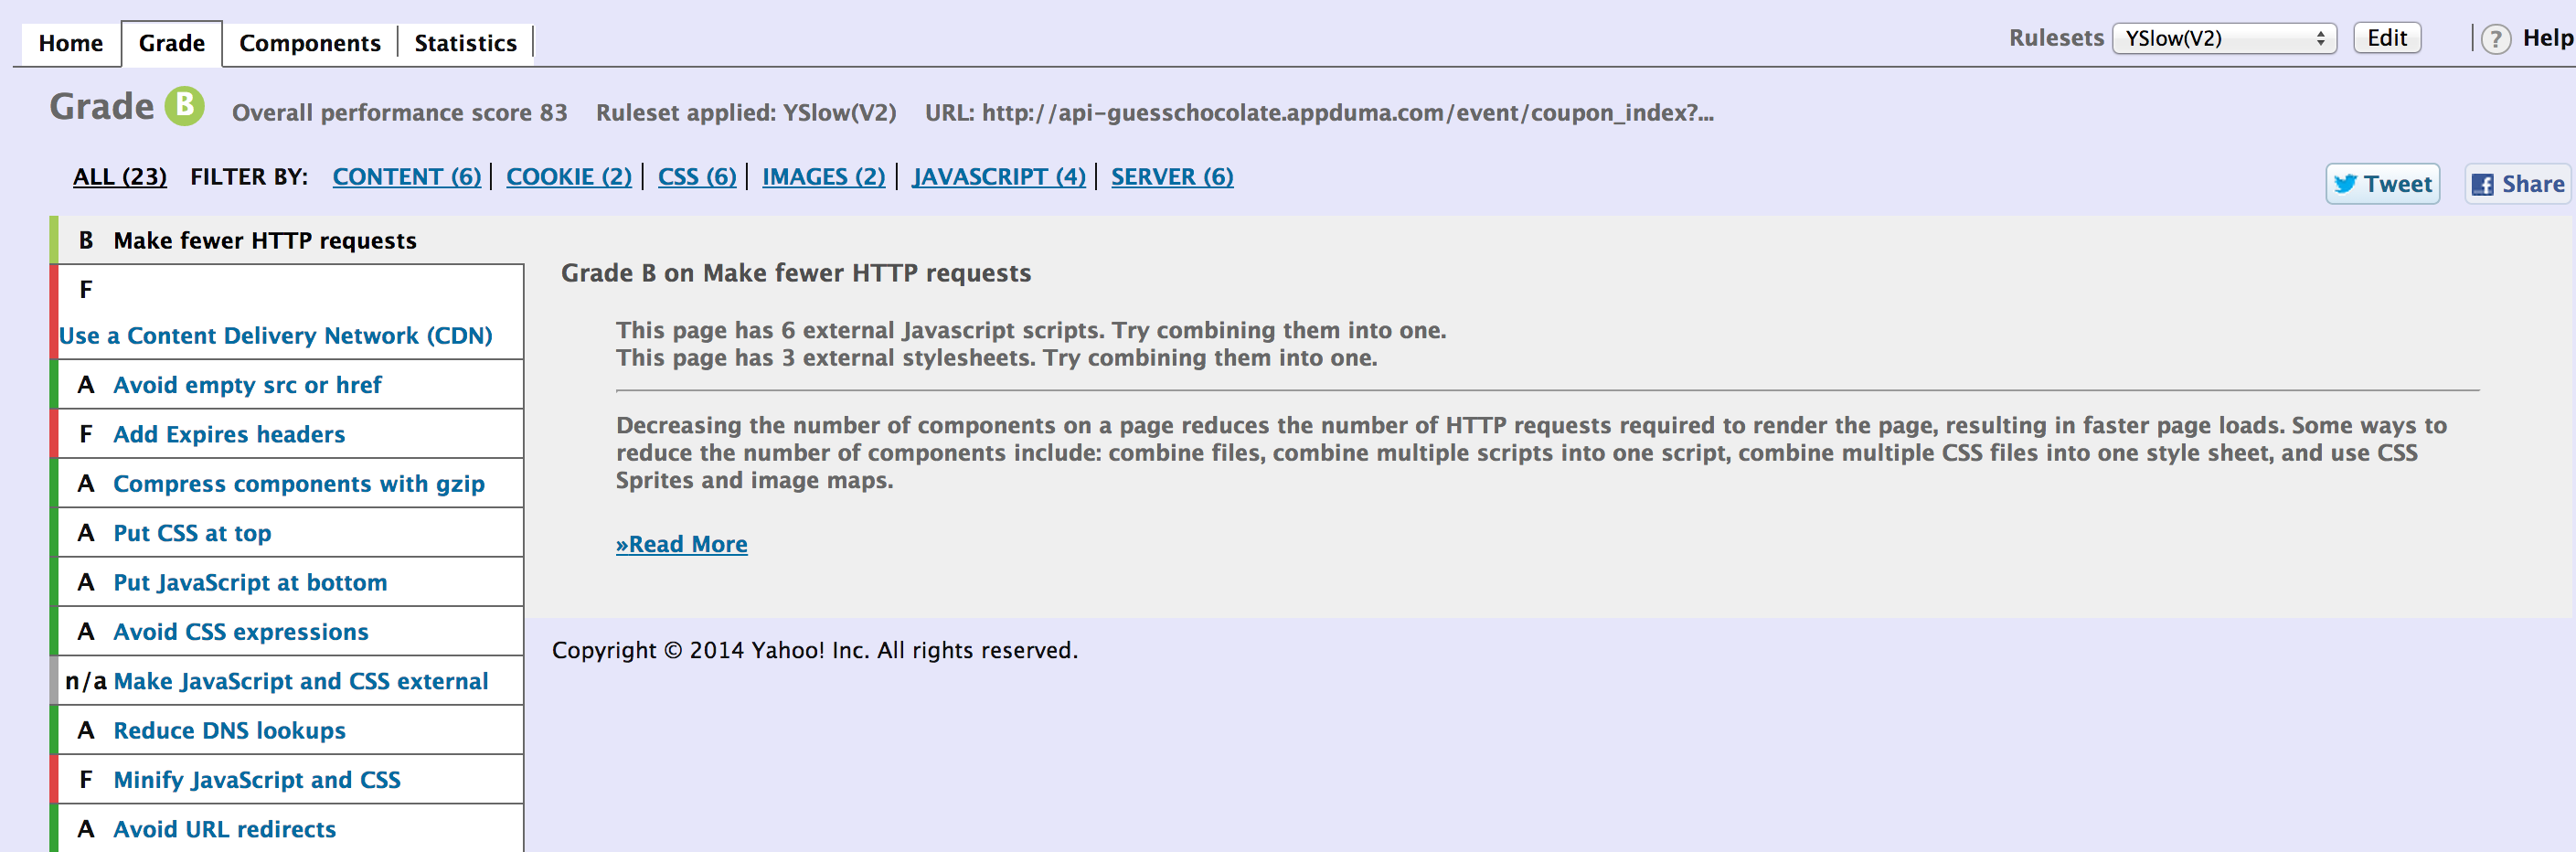 Home Grade Components Statistics Rulesets YSlow(V2) Edit ? Help
Grade B Overall performance score 83 Ruleset applied: YSlow(V2) URL: http://api-guesschocolate.appduma.com/event/coupon_index?...
ALL (23) FILTER BY: CONTENT (6) COOKIE (2) CSS (6) IMAGES (2) JAVASCRIPT (4) SERVER (6)
Tweet Share
B Make fewer HTTP requests
F
Use a Content Delivery Network (CDN)
A Avoid empty src or href
F Add Expires headers
A Compress components with gzip
A Put CSS at top
A Put JavaScript at bottom
A Avoid CSS expressions
n/a Make JavaScript and CSS external
A Reduce DNS lookups
F Minify JavaScript and CSS
A Avoid URL redirects
Grade B on Make fewer HTTP requests
This page has 6 external Javascript scripts. Try combining them into one.
This page has 3 external stylesheets. Try combining them into one.
Decreasing the number of components on a page reduces the number of HTTP requests required to render the page, resulting in faster page loads. Some ways to
reduce the number of components include: combine files, combine multiple scripts into one script, combine multiple CSS files into one style sheet, and use CSS
Sprites and image maps.
»Read More
Copyright © 2014 Yahoo! Inc. All rights reserved.